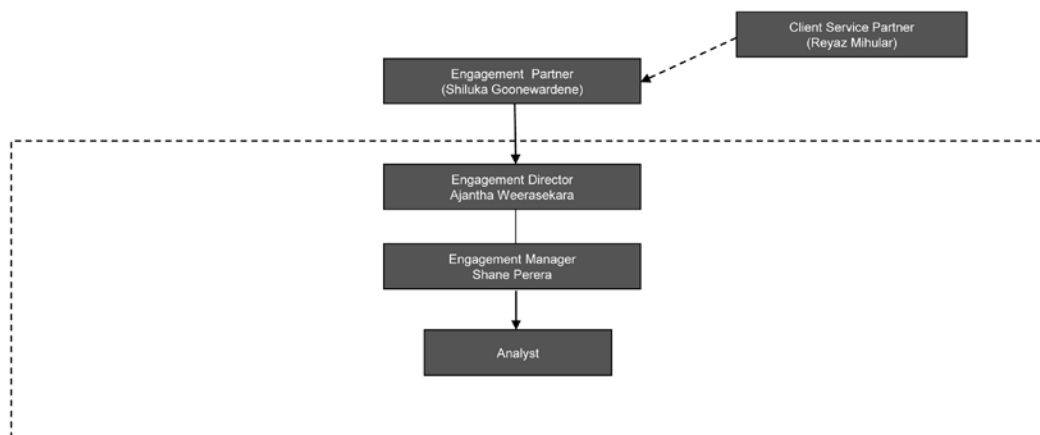 Client Service Partner
(Reyaz Mihular)
Engagement Partner
(Shiluka Goonewardene)
Engagement Director
Ajantha Weerasekara
Engagement Manager
Shane Perera
Analyst